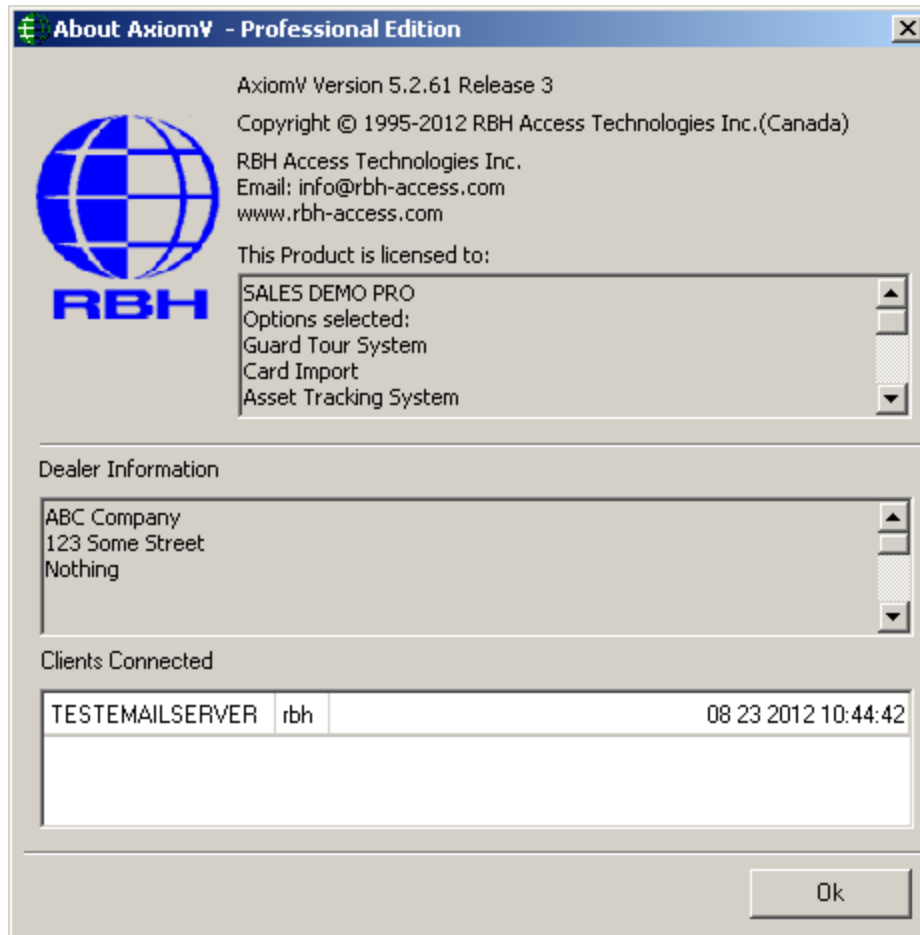 About AxiomV - Professional Edition
AxiomV Version 5.2.61 Release 3
Copyright © 1995-2012 RBH Access Technologies Inc.(Canada)
RBH Access Technologies Inc.
Email: info@rbh-access.com
www.rbh-access.com
RBH
This Product is licensed to:
SALES DEMO PRO
Options selected:
Guard Tour System
Card Import
Asset Tracking System
Dealer Information
ABC Company
123 Some Street
Nothing
Clients Connected
TESTEMAILSERVER rbh 08 23 2012 10:44:42
Ok